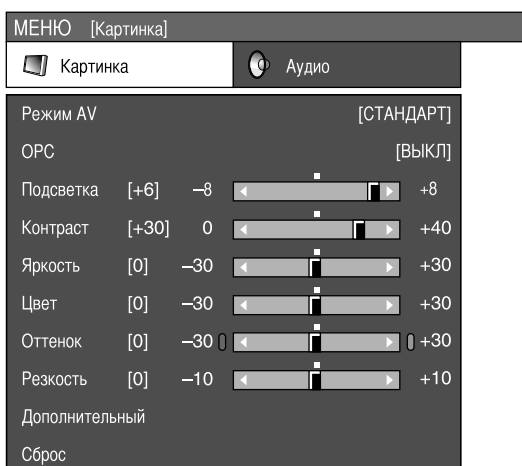 МЕНЮ [Картинка]
Картинка Аудио
Режим AV [СТАНДАРТ]
OPC [ВЫКЛ]
Подсветка [+6] –8 +8
Контраст [+30] 0 +40
Яркость [0] –30 +30
Цвет [0] –30 +30
Оттенок [0] –30 +30
Резкость [0] –10 +10
Дополнительный
Сброс